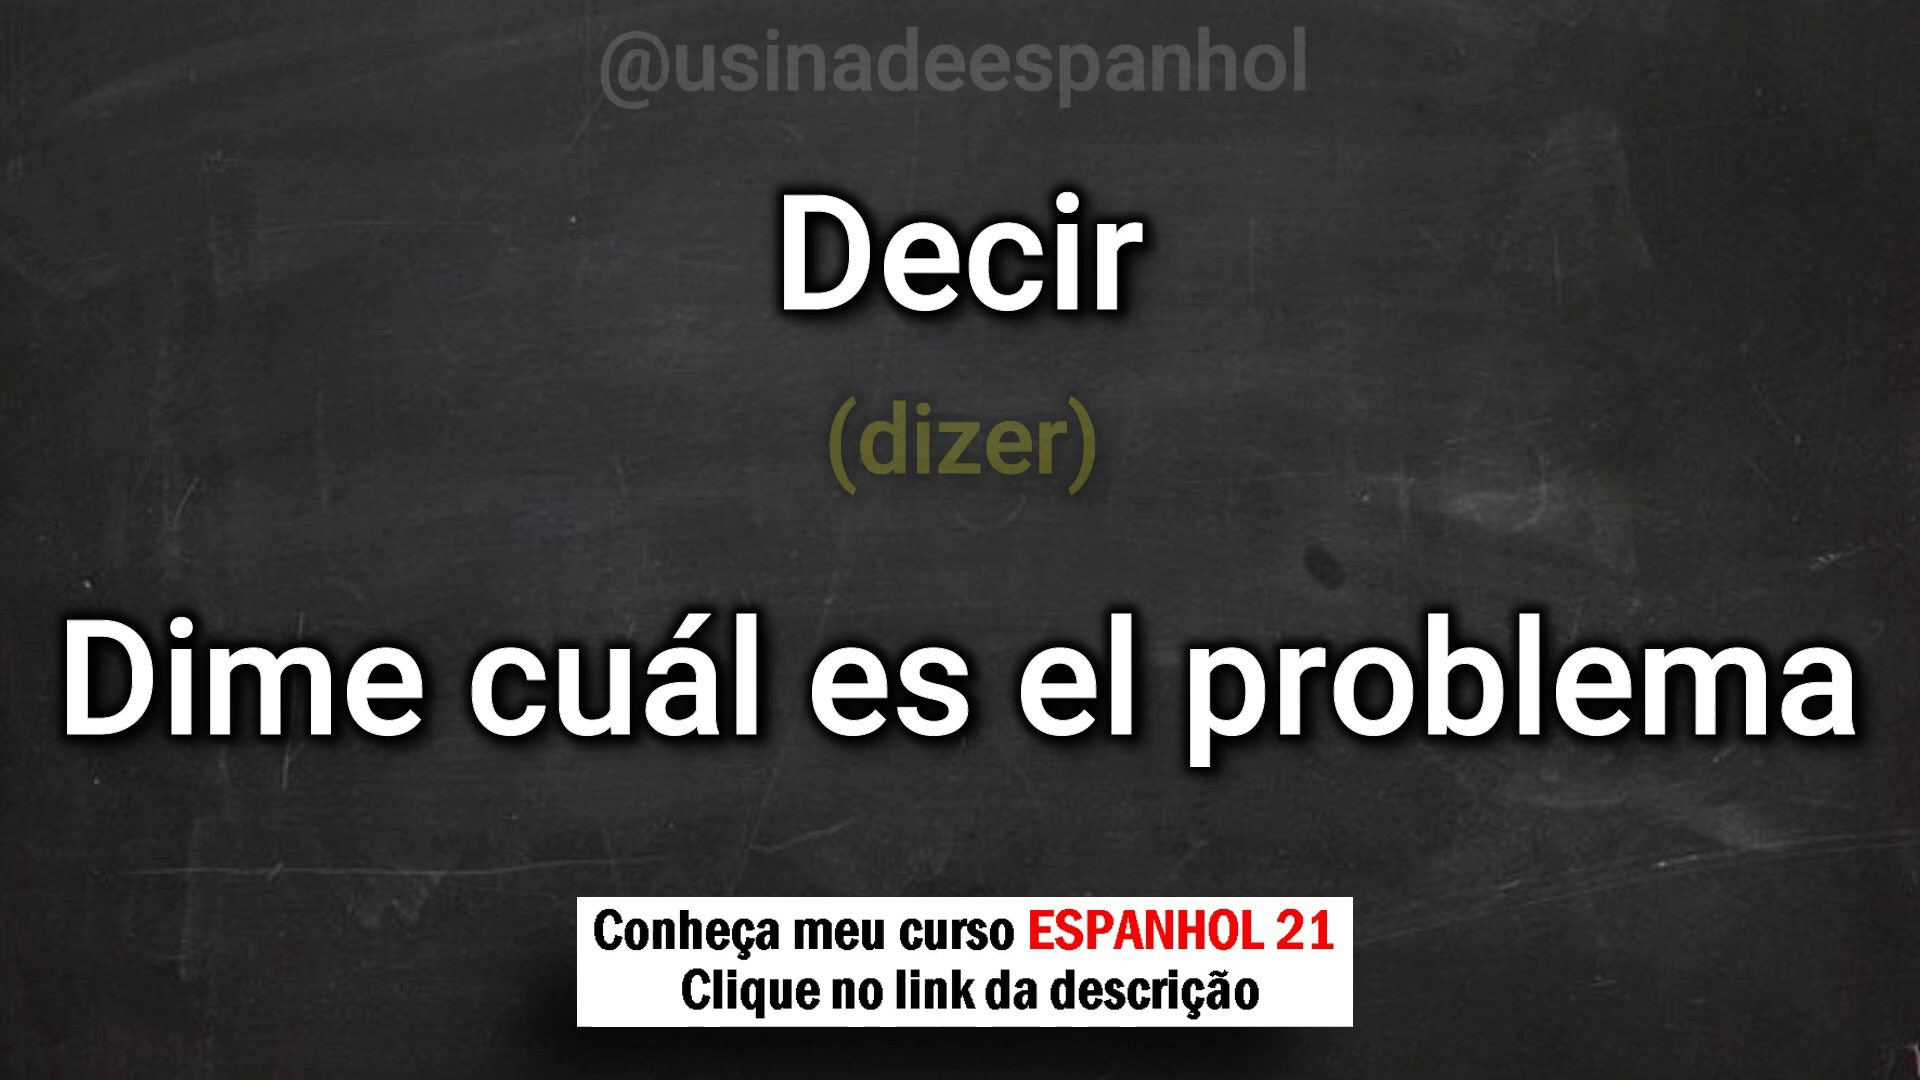 @usinadeespanhol
Decir
(dizer)
Dime cuál es el problema
Conheça meu curso ESPANHOL 21
Clique no link da descrição